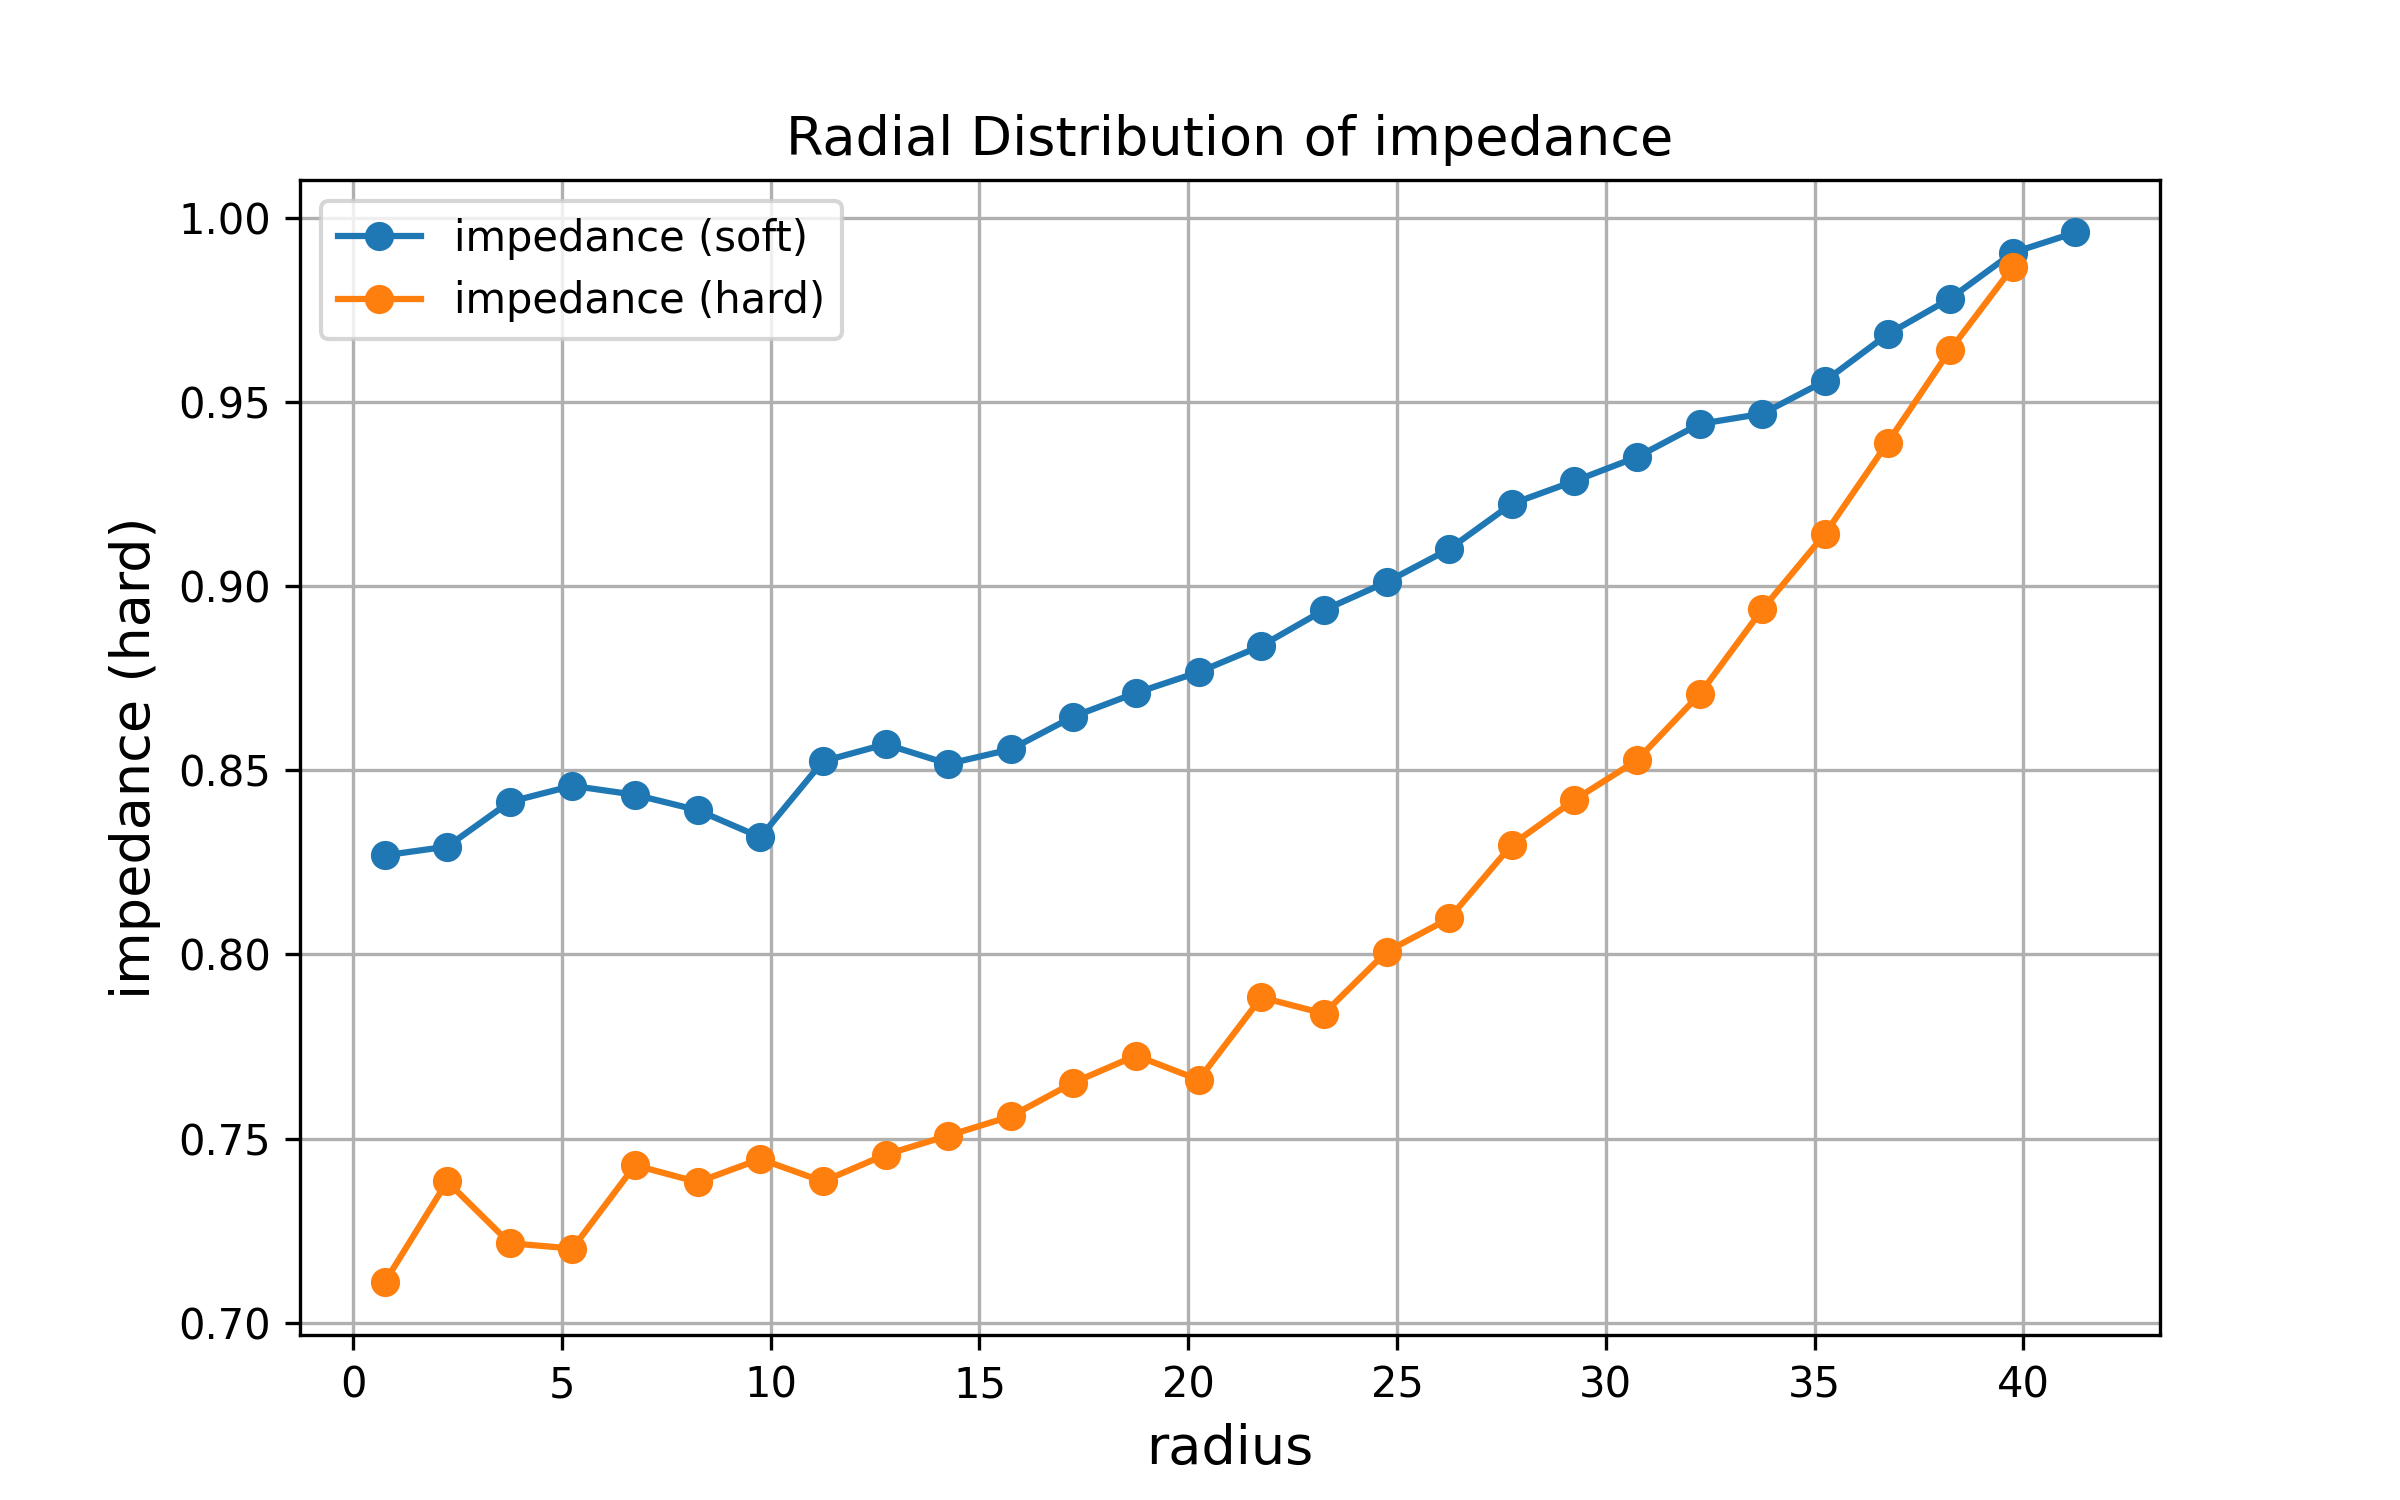 Radial Distribution of impedance
impedance (soft)
impedance (hard)
impedance (hard)
1.00
0.95
0.90
0.85
0.80
0.75
0.70
0 5 10 15 20 25 30 35 40
radius